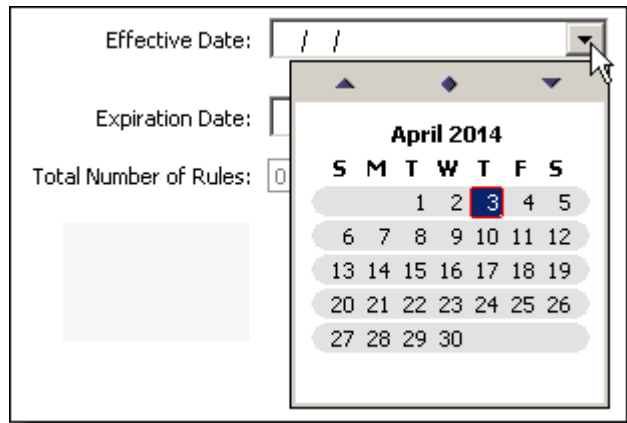 Effective Date: / /
Expiration Date:
April 2014
Total Number of Rules: 0
S M T W T F S
1 2 3 4 5
6 7 8 9 10 11 12
13 14 15 16 17 18 19
20 21 22 23 24 25 26
27 28 29 30